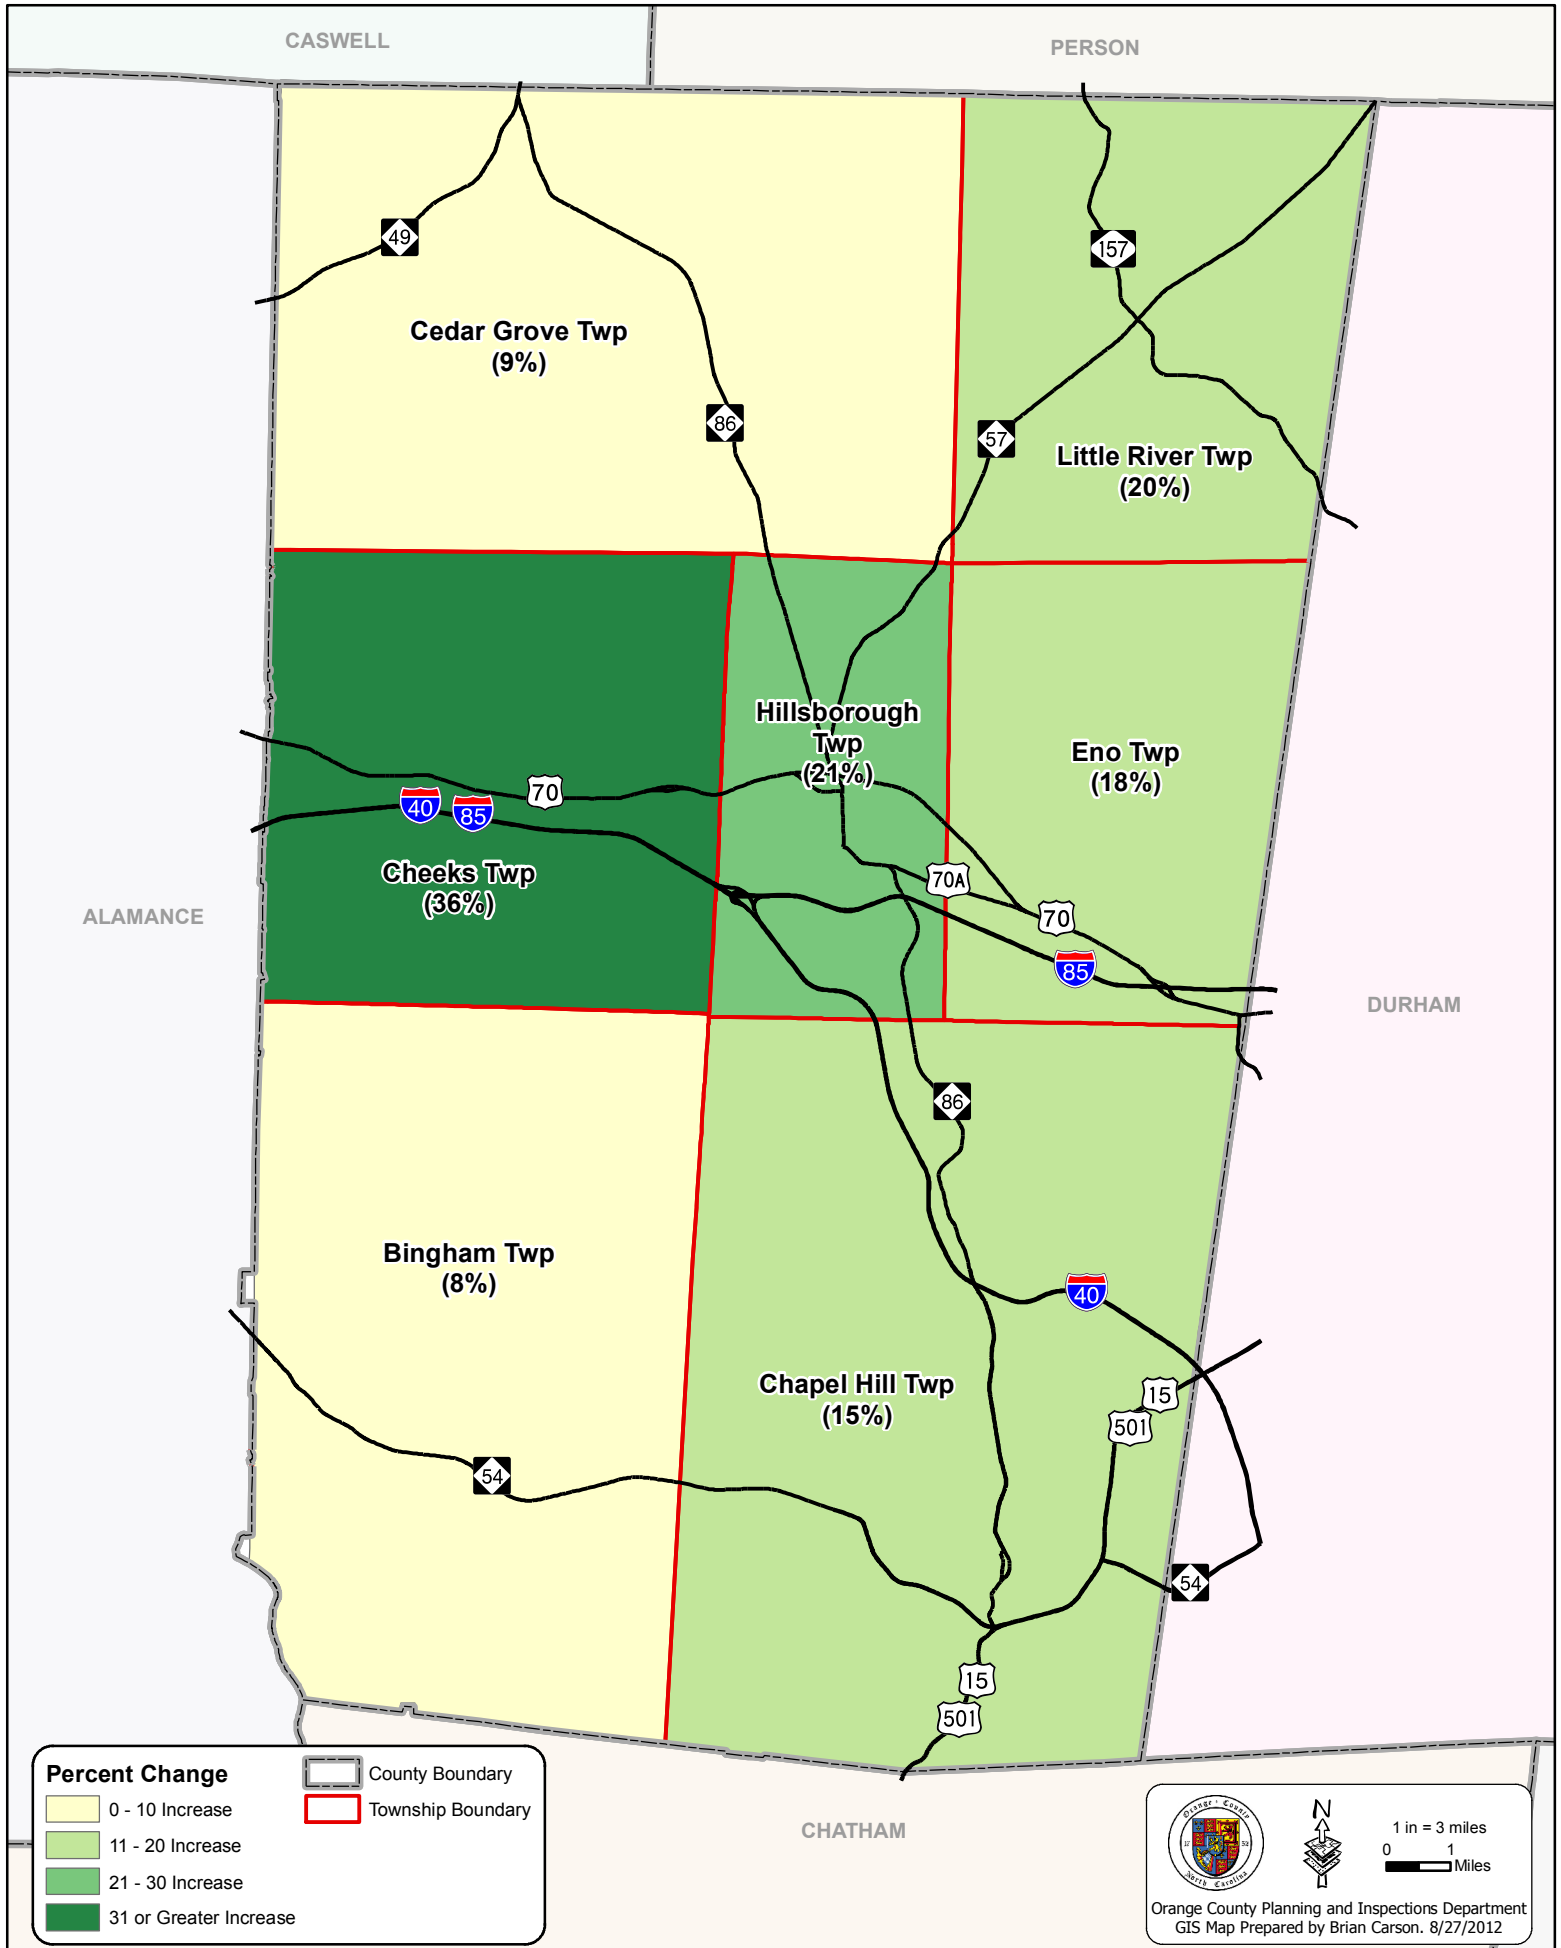 CASWELL
PERSON
49
157
Cedar Grove Twp
(9%)
86
57
Little River Twp
(20%)
Hillsborough
Twp
(21%)
Eno Twp
(18%)
70
40
85
Cheeks Twp
(36%)
70A
70
85
ALAMANCE
DURHAM
86
Bingham Twp
(8%)
40
Chapel Hill Twp
(15%)
15
501
54
54
15
501
CHATHAM
Percent Change
0 - 10 Increase
11 - 20 Increase
21 - 30 Increase
31 or Greater Increase
County Boundary
Township Boundary
Orange County
North Carolina
N
1 in = 3 miles
0 1
Miles
Orange County Planning and Inspections Department
GIS Map Prepared by Brian Carson. 8/27/2012